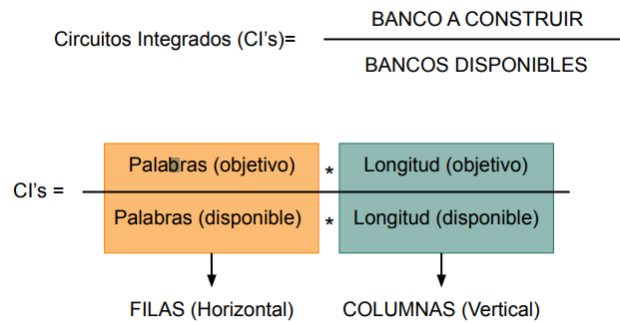 BANCO A CONSTRUIR
Circuitos Integrados (CI's)=
BANCOS DISPONIBLES
Palabras (objetivo) * Longitud (objetivo)
CI's =
Palabras (disponible) * Longitud (disponible)
FILAS (Horizontal) COLUMNAS (Vertical)